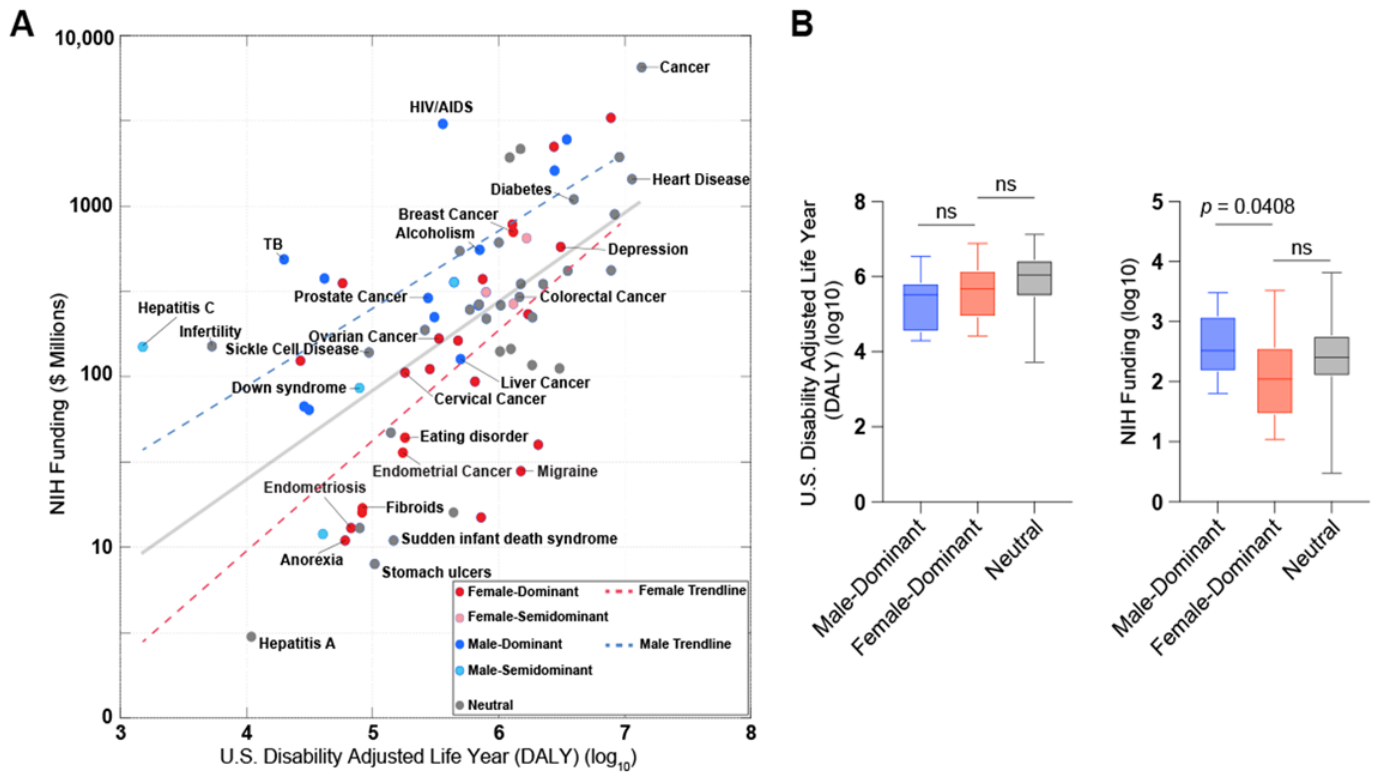 A
10,000
1000
100
10
0
NIH Funding ($ Millions)
3
4
5
6
7
8
U.S. Disability Adjusted Life Year (DALY) (log10)
Cancer
HIV/AIDS
Heart Disease
Diabetes
Breast Cancer
Alcoholism
Depression
TB
Prostate Cancer
Colorectal Cancer
Hepatitis C
Infertility
Ovarian Cancer
Sickle Cell Disease
Down syndrome
Liver Cancer
Cervical Cancer
Eating disorder
Endometrial Cancer
Migraine
Endometriosis
Fibroids
Anorexia
Sudden infant death syndrome
Stomach ulcers
Hepatitis A
Female-Dominant
Female Trendline
Female-Semidominant
Male-Dominant
Male Trendline
Male-Semidominant
Neutral
B
U.S. Disability Adjusted Life Year
(DALY) (log10)
8
6
4
2
0
ns
ns
Male-Dominant
Female-Dominant
Neutral
NIH Funding (log10)
5
4
3
2
1
0
p = 0.0408
ns
Male-Dominant
Female-Dominant
Neutral